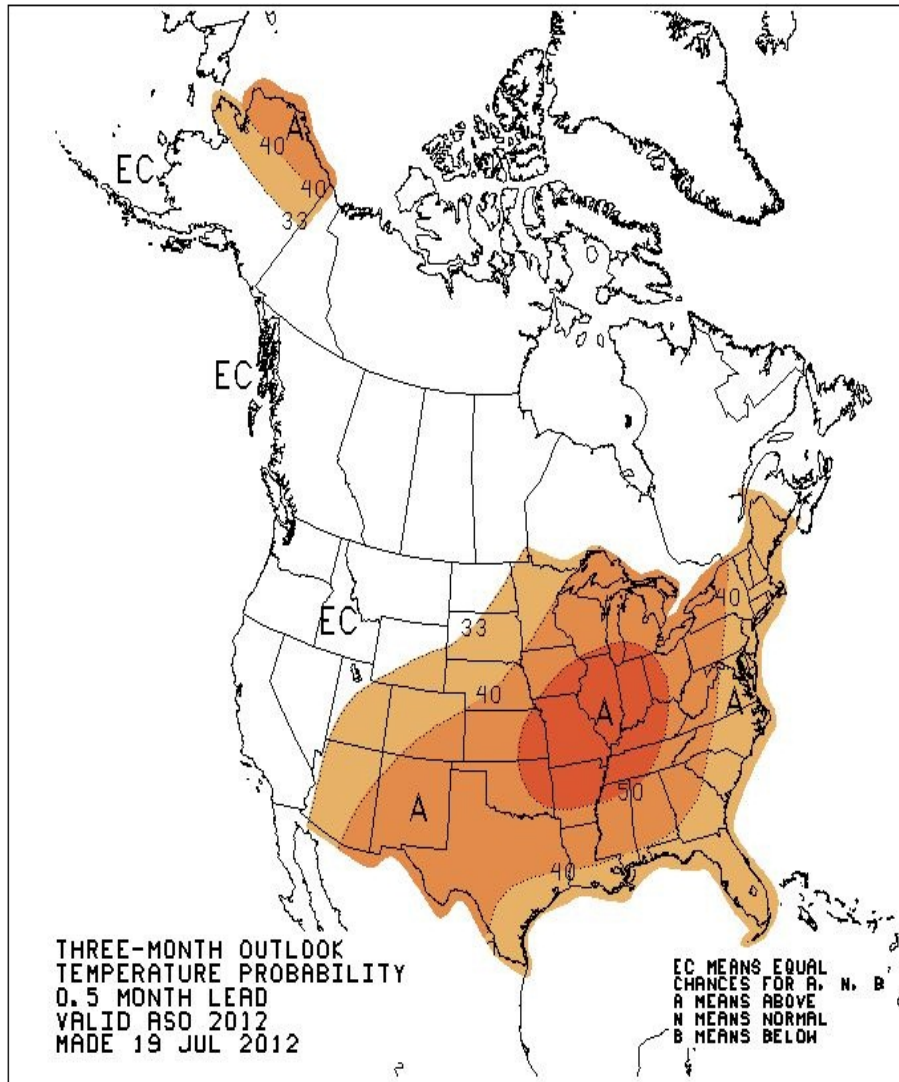 A
40
EC
40
33
EC
EC
33
40
40
A
A
A
50
40
THREE-MONTH OUTLOOK
TEMPERATURE PROBABILITY
0.5 MONTH LEAD
VALID ASO 2012
MADE 19 JUL 2012
EC MEANS EQUAL
CHANCES FOR A, N, B
A MEANS ABOVE
N MEANS NORMAL
B MEANS BELOW